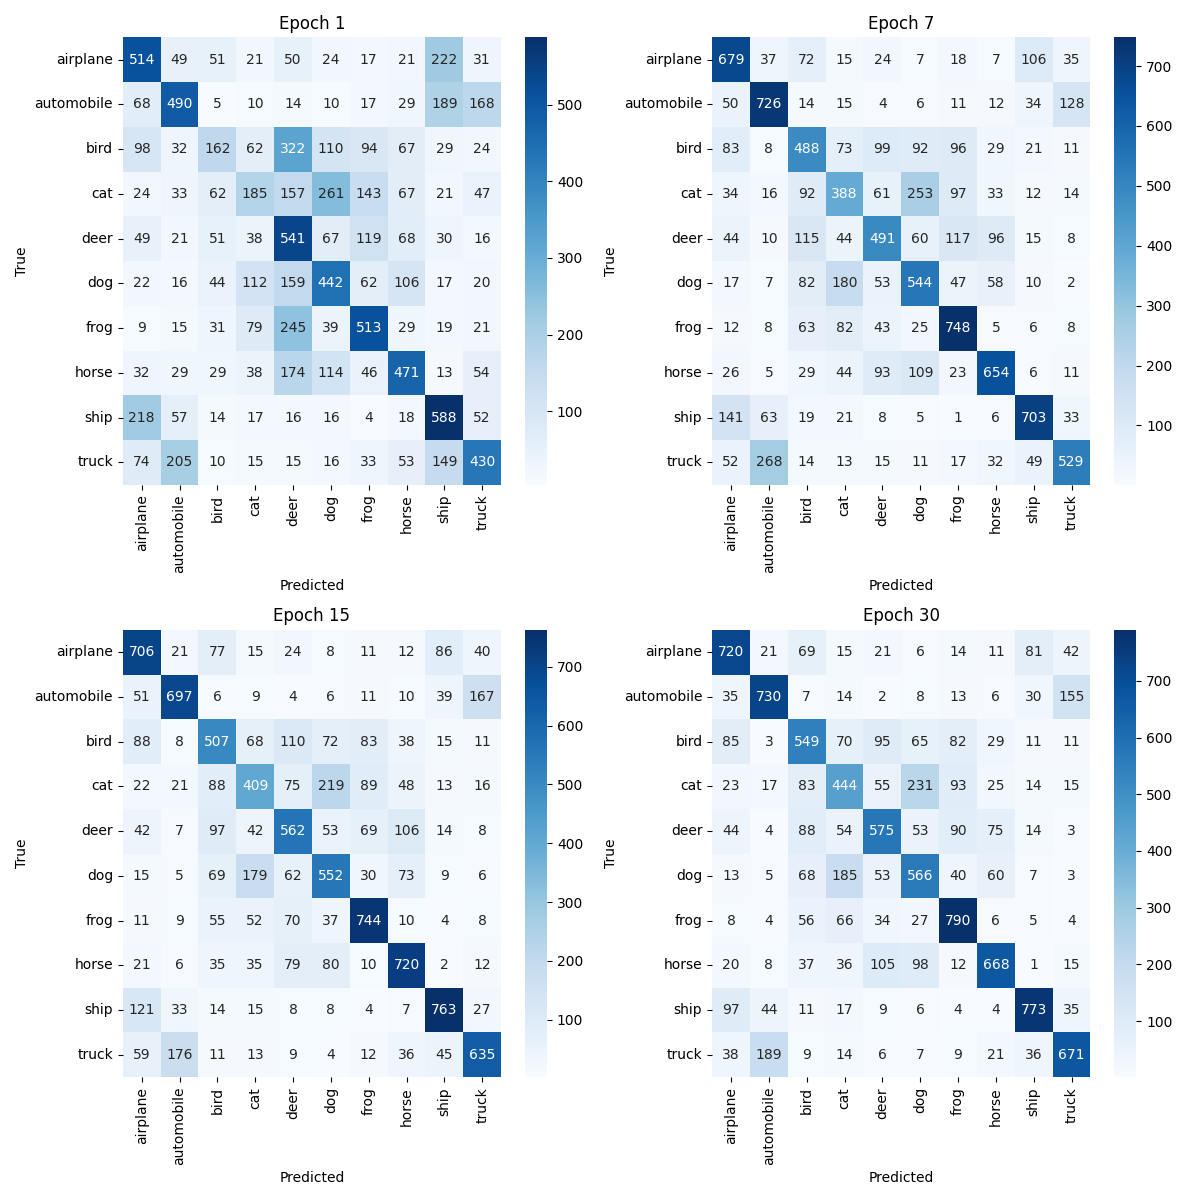 Epoch 1
True
airplane 514 49 51 21 50 24 17 21 222 31
automobile 68 490 5 10 14 10 17 29 189 168
bird 98 32 162 62 322 110 94 67 29 24
cat 24 33 62 185 157 261 143 67 21 47
deer 49 21 51 38 541 67 119 68 30 16
dog 22 16 44 112 159 442 62 106 17 20
frog 9 15 31 79 245 39 513 29 19 21
horse 32 29 29 38 174 114 46 471 13 54
ship 218 57 14 17 16 16 4 18 588 52
truck 74 205 10 15 15 16 33 53 149 430
airplane automobile bird cat deer dog frog horse ship truck
Predicted
500
400
300
200
100
Epoch 7
True
airplane 679 37 72 15 24 7 18 7 106 35
automobile 50 726 14 15 4 6 11 12 34 128
bird 83 8 488 73 99 92 96 29 21 11
cat 34 16 92 388 61 253 97 33 12 14
deer 44 10 115 44 491 60 117 96 15 8
dog 17 7 82 180 53 544 47 58 10 2
frog 12 8 63 82 43 25 748 5 6 8
horse 26 5 29 44 93 109 23 654 6 11
ship 141 63 19 21 8 5 1 6 703 33
truck 52 268 14 13 15 11 17 32 49 529
airplane automobile bird cat deer dog frog horse ship truck
Predicted
700
600
500
400
300
200
100
Epoch 15
True
airplane 706 21 77 15 24 8 11 12 86 40
automobile 51 697 6 9 4 6 11 10 39 167
bird 88 8 507 68 110 72 83 38 15 11
cat 22 21 88 409 75 219 89 48 13 16
deer 42 7 97 42 562 53 69 106 14 8
dog 15 5 69 179 62 552 30 73 9 6
frog 11 9 55 52 70 37 744 10 4 8
horse 21 6 35 35 79 80 10 720 2 12
ship 121 33 14 15 8 8 4 7 763 27
truck 59 176 11 13 9 4 12 36 45 635
airplane automobile bird cat deer dog frog horse ship truck
Predicted
700
600
500
400
300
200
100
Epoch 30
True
airplane 720 21 69 15 21 6 14 11 81 42
automobile 35 730 7 14 2 8 13 6 30 155
bird 85 3 549 70 95 65 82 29 11 11
cat 23 17 83 444 55 231 93 25 14 15
deer 44 4 88 54 575 53 90 75 14 3
dog 13 5 68 185 53 566 40 60 7 3
frog 8 4 56 66 34 27 790 6 5 4
horse 20 8 37 36 105 98 12 668 1 15
ship 97 44 11 17 9 6 4 4 773 35
truck 38 189 9 14 6 7 9 21 36 671
airplane automobile bird cat deer dog frog horse ship truck
Predicted
700
600
500
400
300
200
100